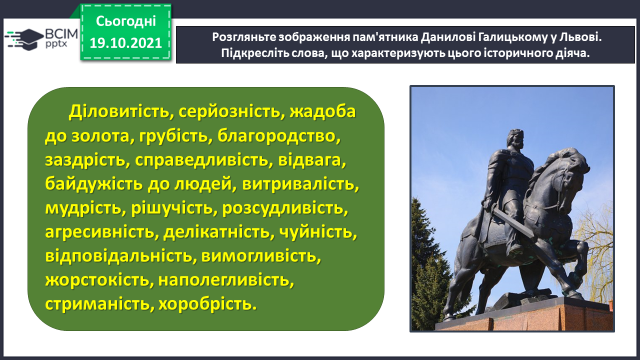 ВСІМ
pptx
Сьогодні
19.10.2021
Розгляньте зображення пам'ятника Данилові Галицькому у Львові.
Підкресліть слова, що характеризують цього історичного діяча.
Діловитість, серйозність, жадоба
до золота, грубість, благородство,
заздрість, справедливість, відвага,
байдужість до людей, витривалість,
мудрість, рішучість, розсудливість,
агресивність, делікатність, чуйність,
відповідальність, вимогливість,
жорстокість, наполегливість,
стриманість, хоробрість.